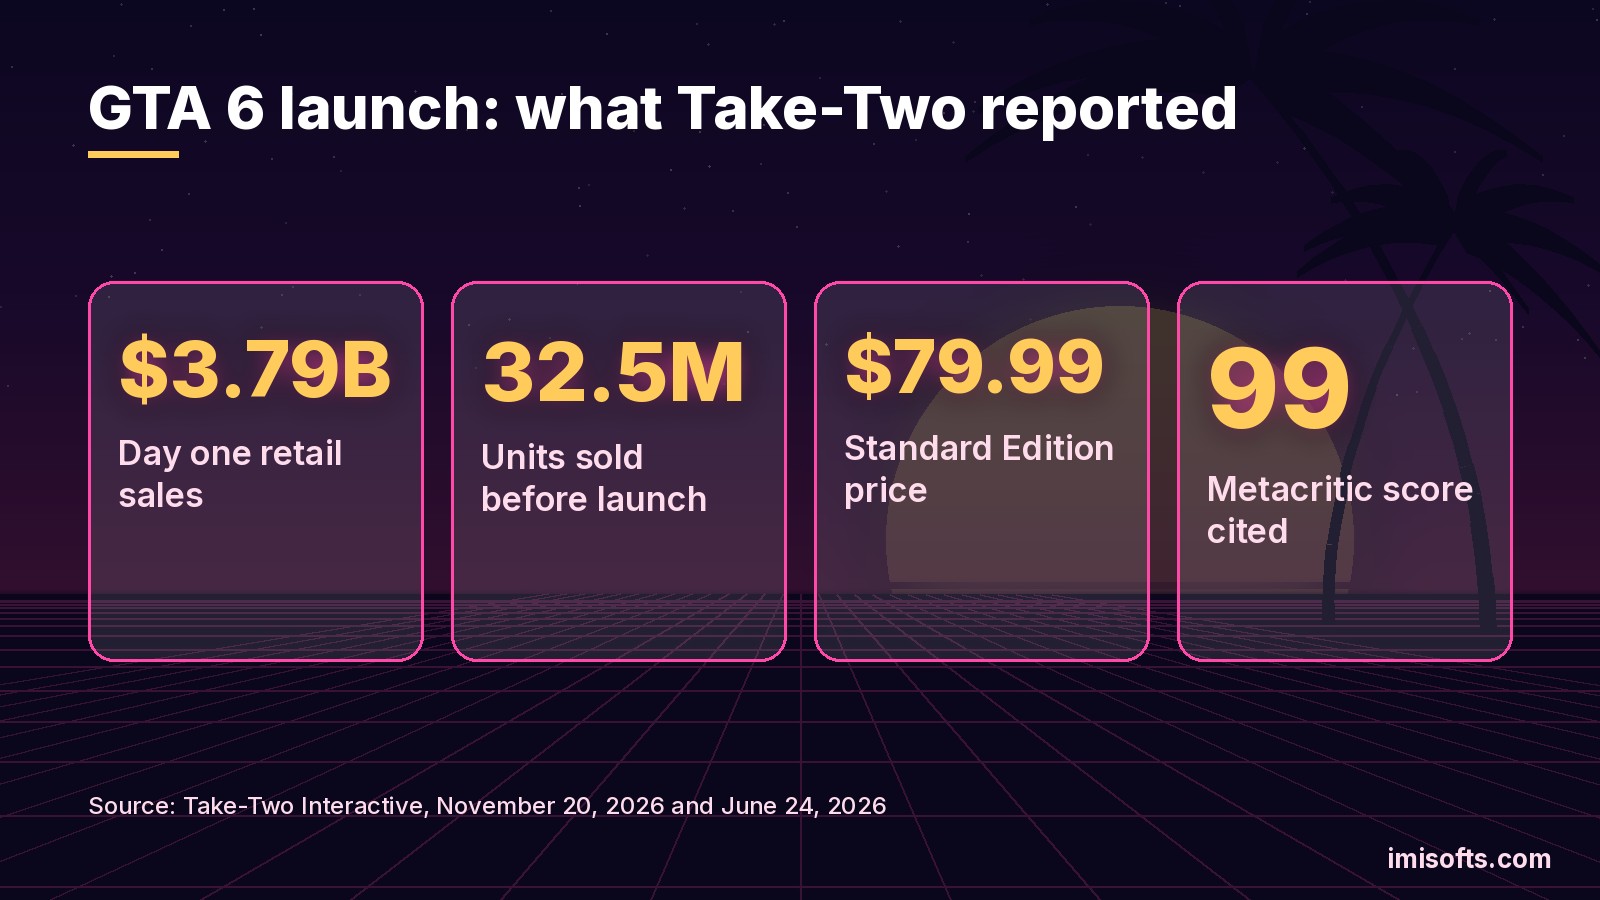 GTA 6 launch: what Take-Two reported
$3.79B
Day one retail
sales
32.5M
Units sold
before launch
$79.99
Standard Edition
price
99
Metacritic score
cited
Source: Take-Two Interactive, November 20, 2026 and June 24, 2026
imisofts.com